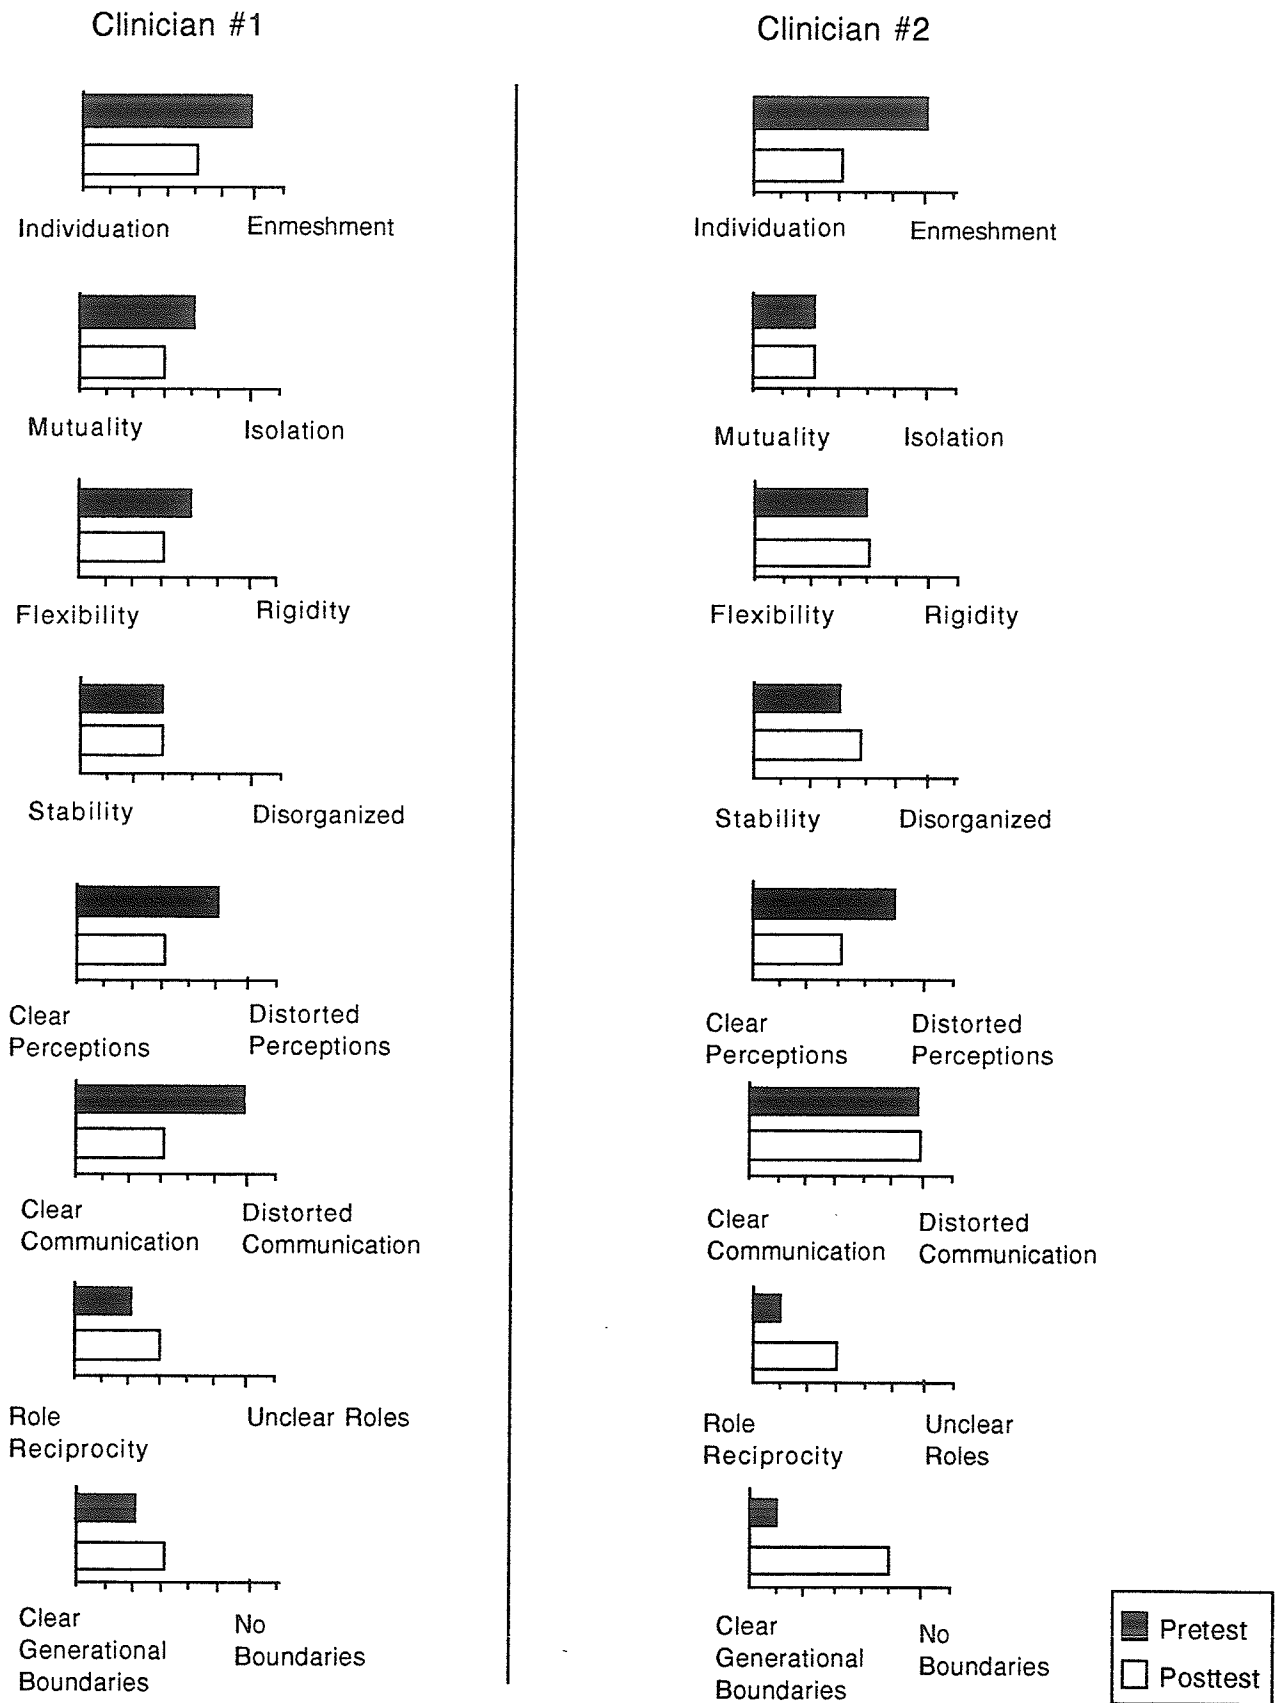 Clinician #1
Individuation Enmeshment
Mutuality Isolation
Flexibility Rigidity
Stability Disorganized
Clear Distorted
Perceptions Perceptions
Clear Distorted
Communication Communication
Role Unclear Roles
Reciprocity
Clear No
Generational Boundaries
Boundaries
Clinician #2
Individuation Enmeshment
Mutuality Isolation
Flexibility Rigidity
Stability Disorganized
Clear Distorted
Perceptions Perceptions
Clear Distorted
Communication Communication
Role Unclear
Reciprocity Roles
Clear No
Generational Boundaries
Boundaries
Pretest
Posttest